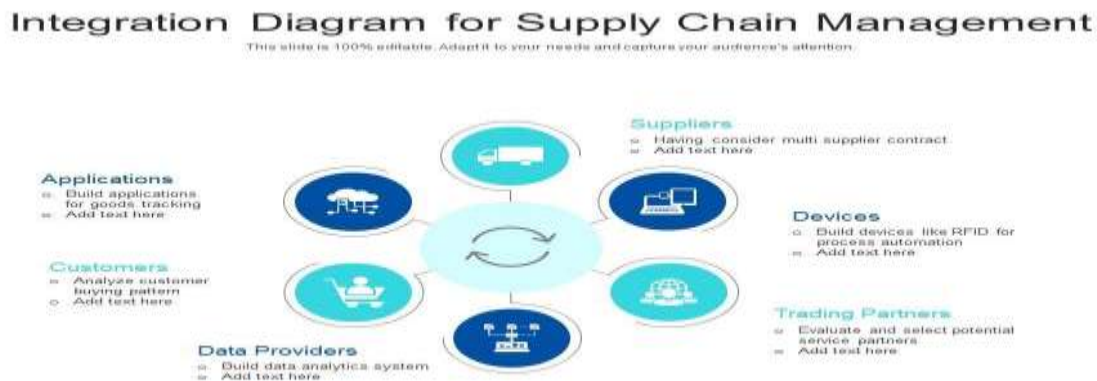 Integration Diagram for Supply Chain Management
This slide is 100% editable. Adapt it to your needs and capture your audience's attention.
Suppliers
Having consider multi supplier contract
Add text here
Applications
Build applications
for goods tracking
Add text here
Devices
Build devices like RFID for
process automation
Add text here
Customers
Analyze customer
buying pattern
Add text here
Trading Partners
Evaluate and select potential
service partners
Add text here
Data Providers
Build data analytics system
Add text here